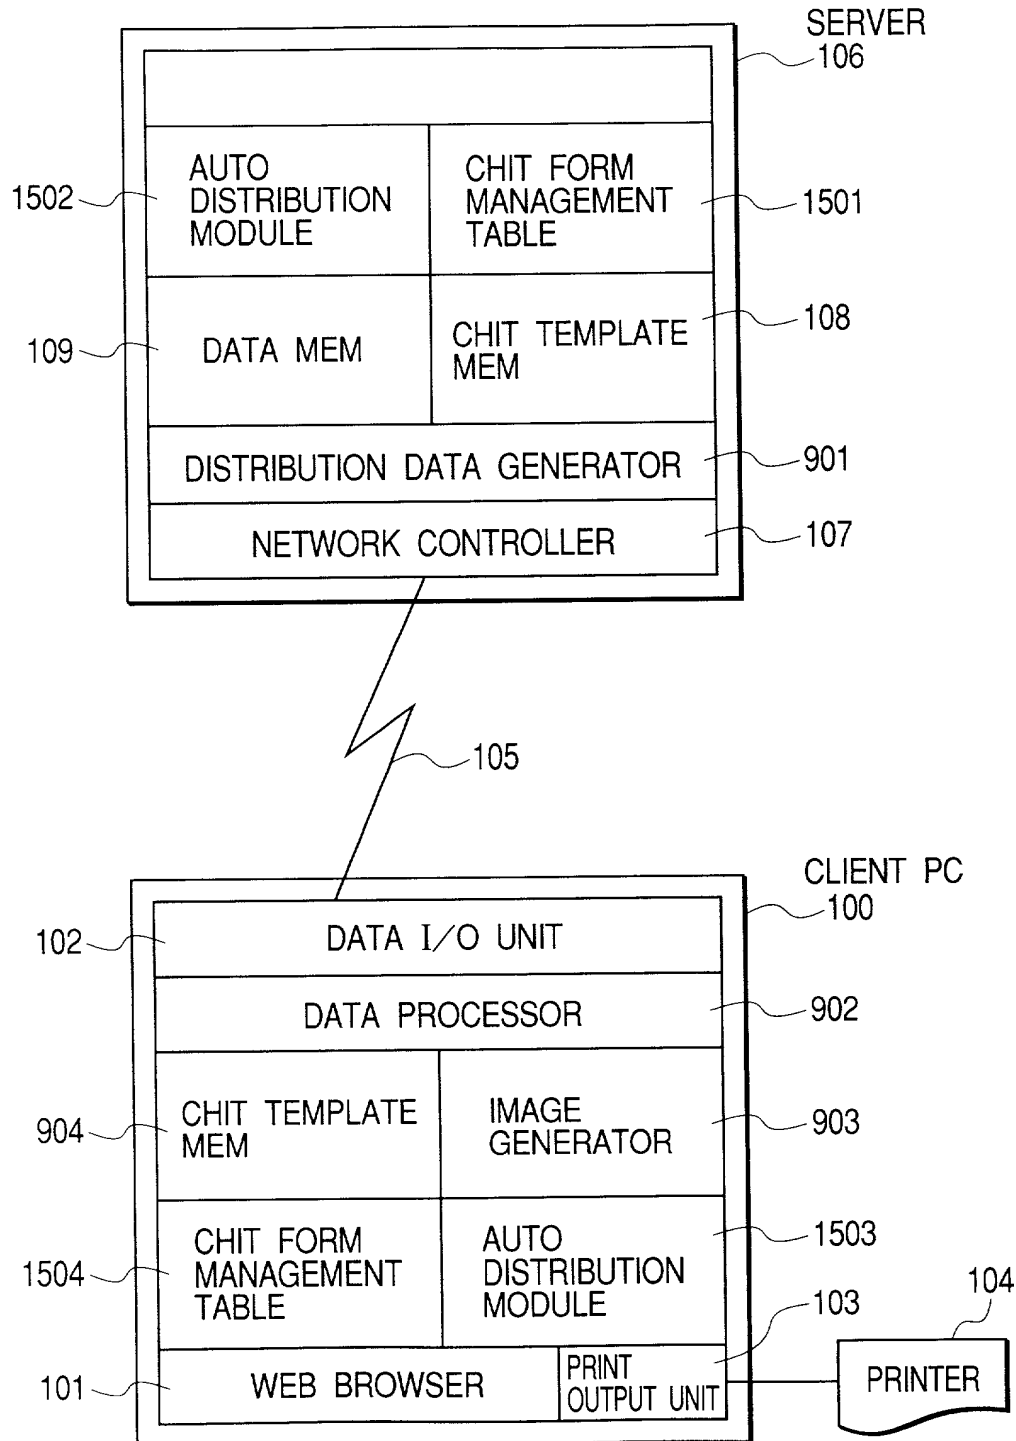 SERVER
106
AUTO
DISTRIBUTION
MODULE
1502
CHIT FORM
MANAGEMENT
TABLE
1501
109
DATA MEM
CHIT TEMPLATE
MEM
108
DISTRIBUTION DATA GENERATOR
901
NETWORK CONTROLLER
107
105
CLIENT PC
100
102
DATA I/O UNIT
DATA PROCESSOR
902
904
CHIT TEMPLATE
MEM
IMAGE
GENERATOR
903
1504
CHIT FORM
MANAGEMENT
TABLE
AUTO
DISTRIBUTION
MODULE
1503
103
104
101
WEB BROWSER
PRINT
OUTPUT UNIT
PRINTER